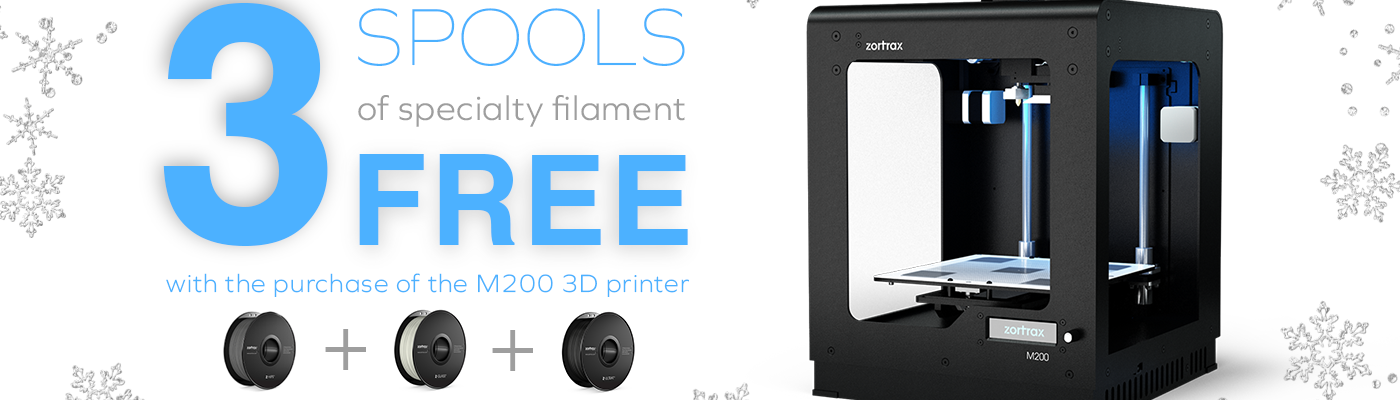 3 SPOOLS
of specialty filament
FREE
with the purchase of the M200 3D printer
zortrax
zortrax
M200